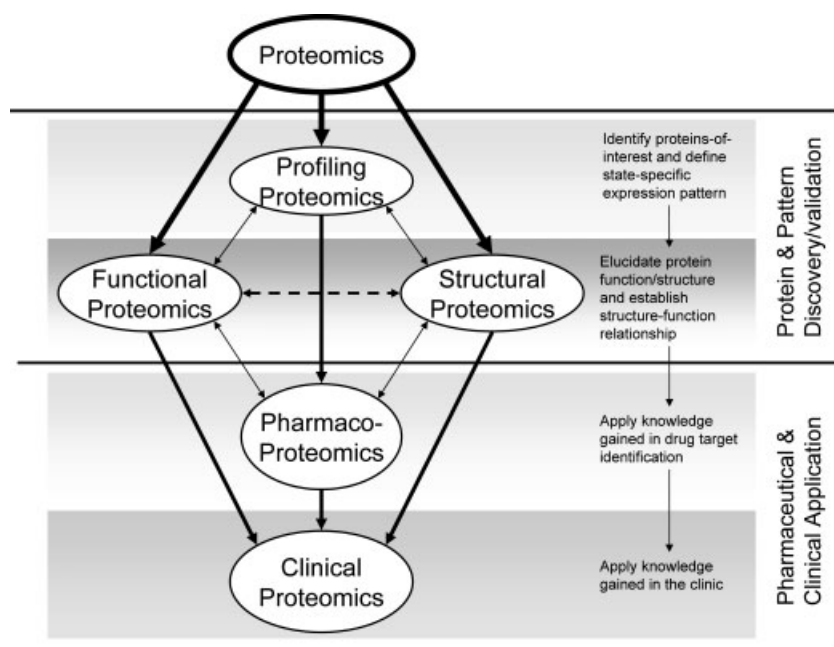 Proteomics
Profiling
Proteomics
Identify proteins-of-
interest and define
state-specific
expression pattern
Functional
Proteomics
Structural
Proteomics
Elucidate protein
function/structure
and establish
structure-function
relationship
Protein & Pattern
Discovery/validation
Pharmaco-
Proteomics
Apply knowledge
gained in drug target
identification
Clinical
Proteomics
Apply knowledge
gained in the clinic
Pharmaceutical &
Clinical Application